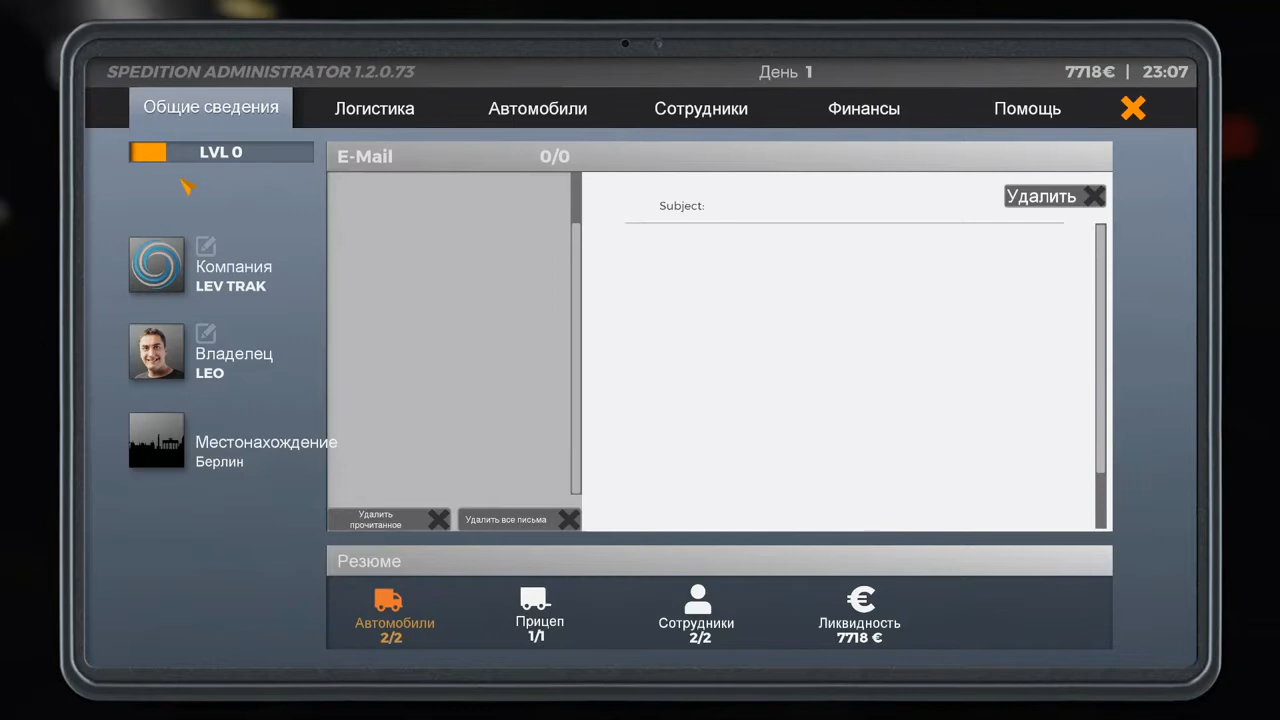 SPEDITION ADMINISTRATOR 1.2.0.73
День 1
7718€ | 23:07
Общие сведения
Логистика
Автомобили
Сотрудники
Финансы
Помощь
LVL 0
E-Mail 0/0
Subject:
Удалить
Компания
LEV TRAK
Владелец
LEO
Местонахождение
Берлин
Удалить
прочитанное
Удалить все письма
Резюме
Автомобили
2/2
Прицеп
1/1
Сотрудники
2/2
Ликвидность
7718 €